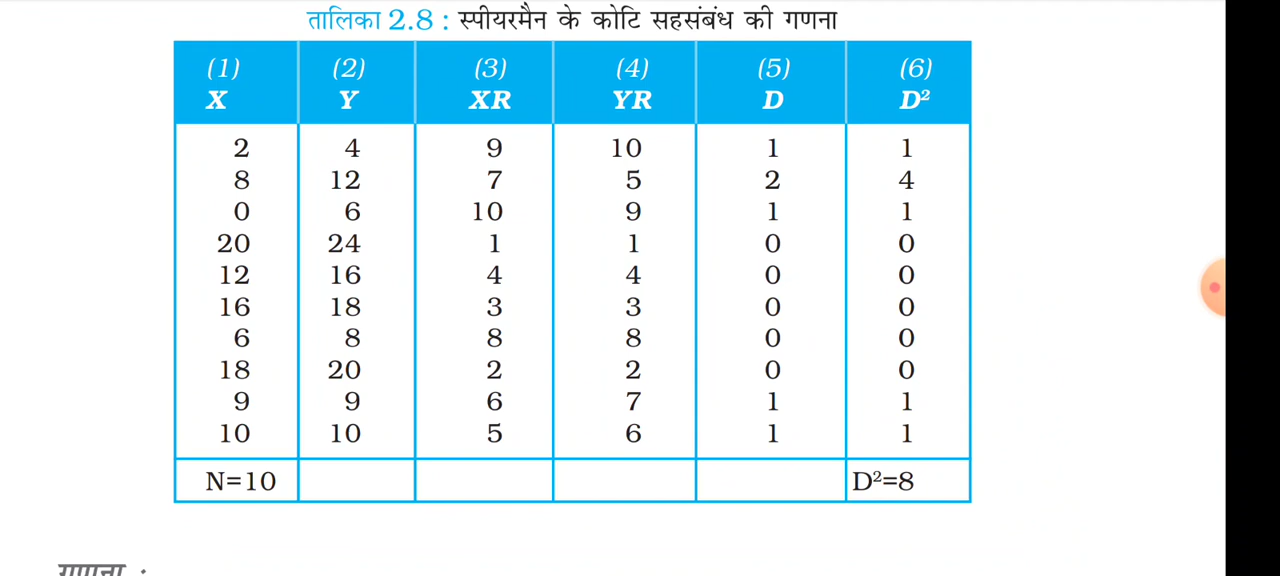 तालिका 2.8 : स्पीयरमैन के कोटि सहसंबंध की गणना
(1) (2) (3) (4) (5) (6)
X Y XR YR D D²
2 4 9 10 1 1
8 12 7 5 2 4
0 6 10 9 1 1
20 24 1 1 0 0
12 16 4 4 0 0
16 18 3 3 0 0
6 8 8 8 0 0
18 20 2 2 0 0
9 9 6 7 1 1
10 10 5 6 1 1
N=10 D²=8
गणना :